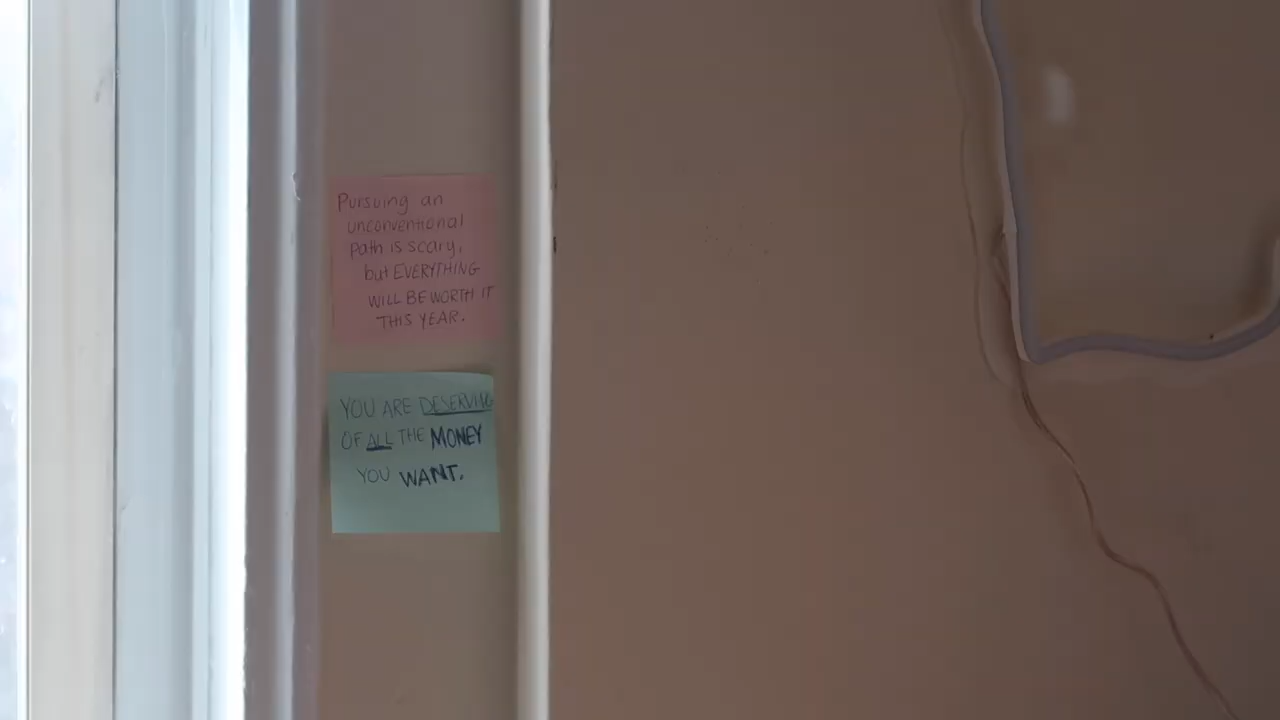 Pursuing an
unconventional
path is scary,
but EVERYTHING
WILL BE WORTH IT
THIS YEAR.
YOU ARE DESERVING
OF ALL THE MONEY
YOU WANT.